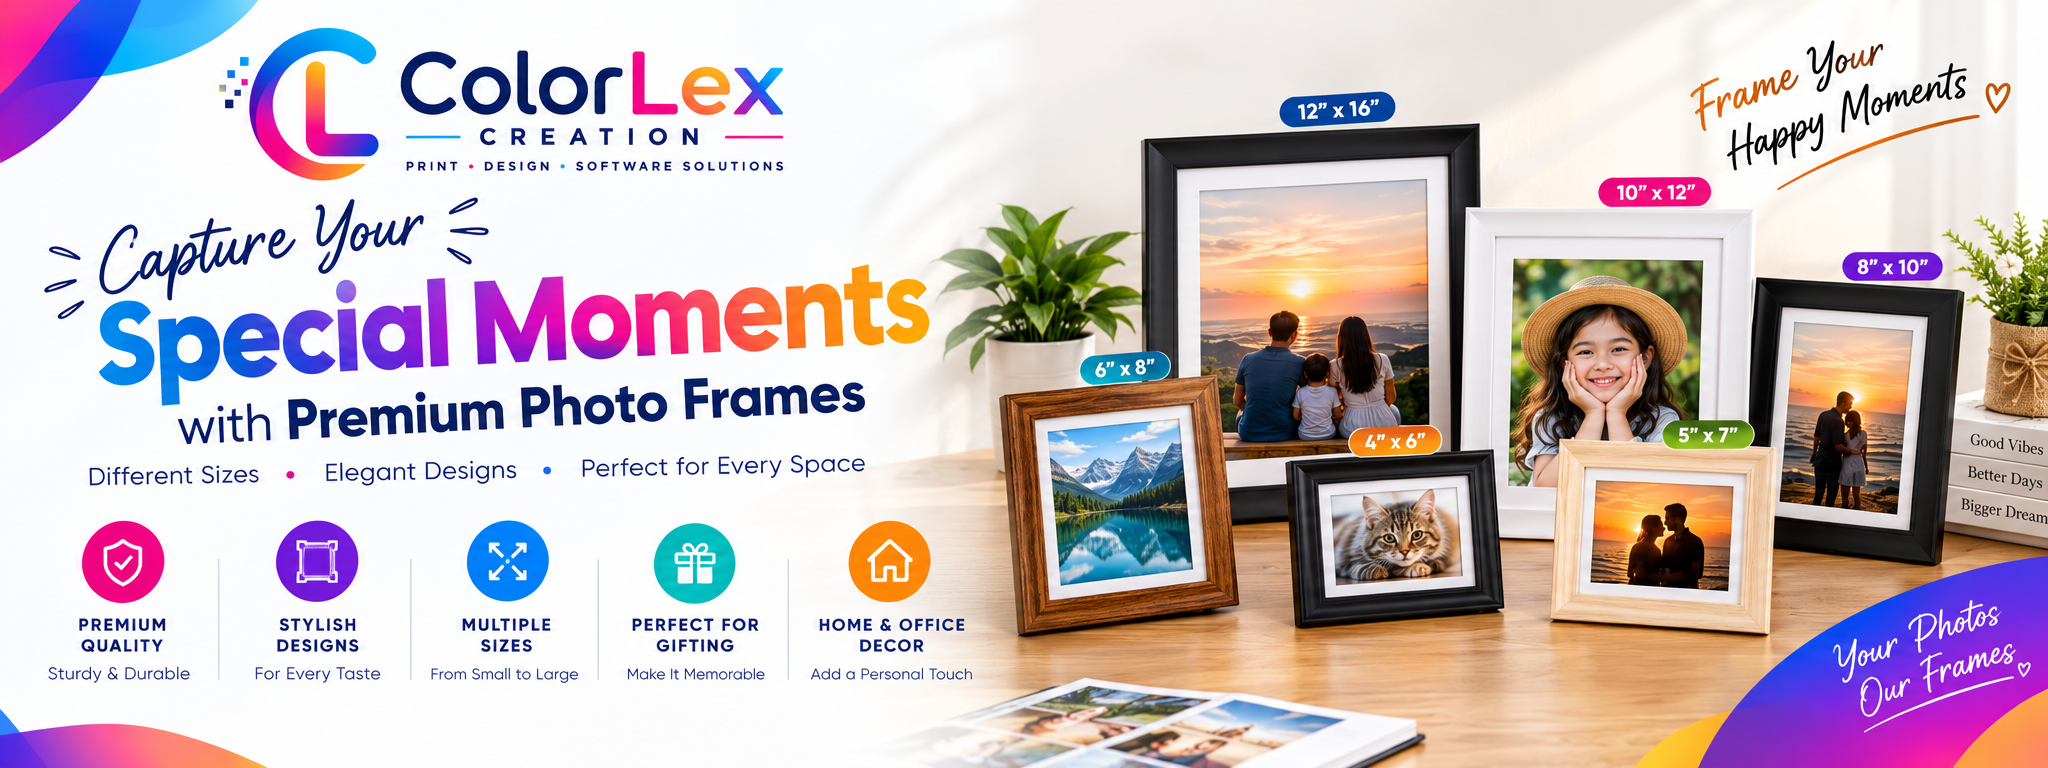 ColorLex
CREATION
PRINT • DESIGN • SOFTWARE SOLUTIONS
Capture Your
Special Moments
with Premium Photo Frames
Different Sizes • Elegant Designs • Perfect for Every Space
PREMIUM
QUALITY
Sturdy & Durable
STYLISH
DESIGNS
For Every Taste
MULTIPLE
SIZES
From Small to Large
PERFECT FOR
GIFTING
Make It Memorable
HOME & OFFICE
DECOR
Add a Personal Touch
Frame Your
Happy Moments
12” x 16”
10” x 12”
8” x 10”
6” x 8”
4” x 6”
5” x 7”
Good Vibes
Better Days
Bigger Dream
Your Photos
Our Frames